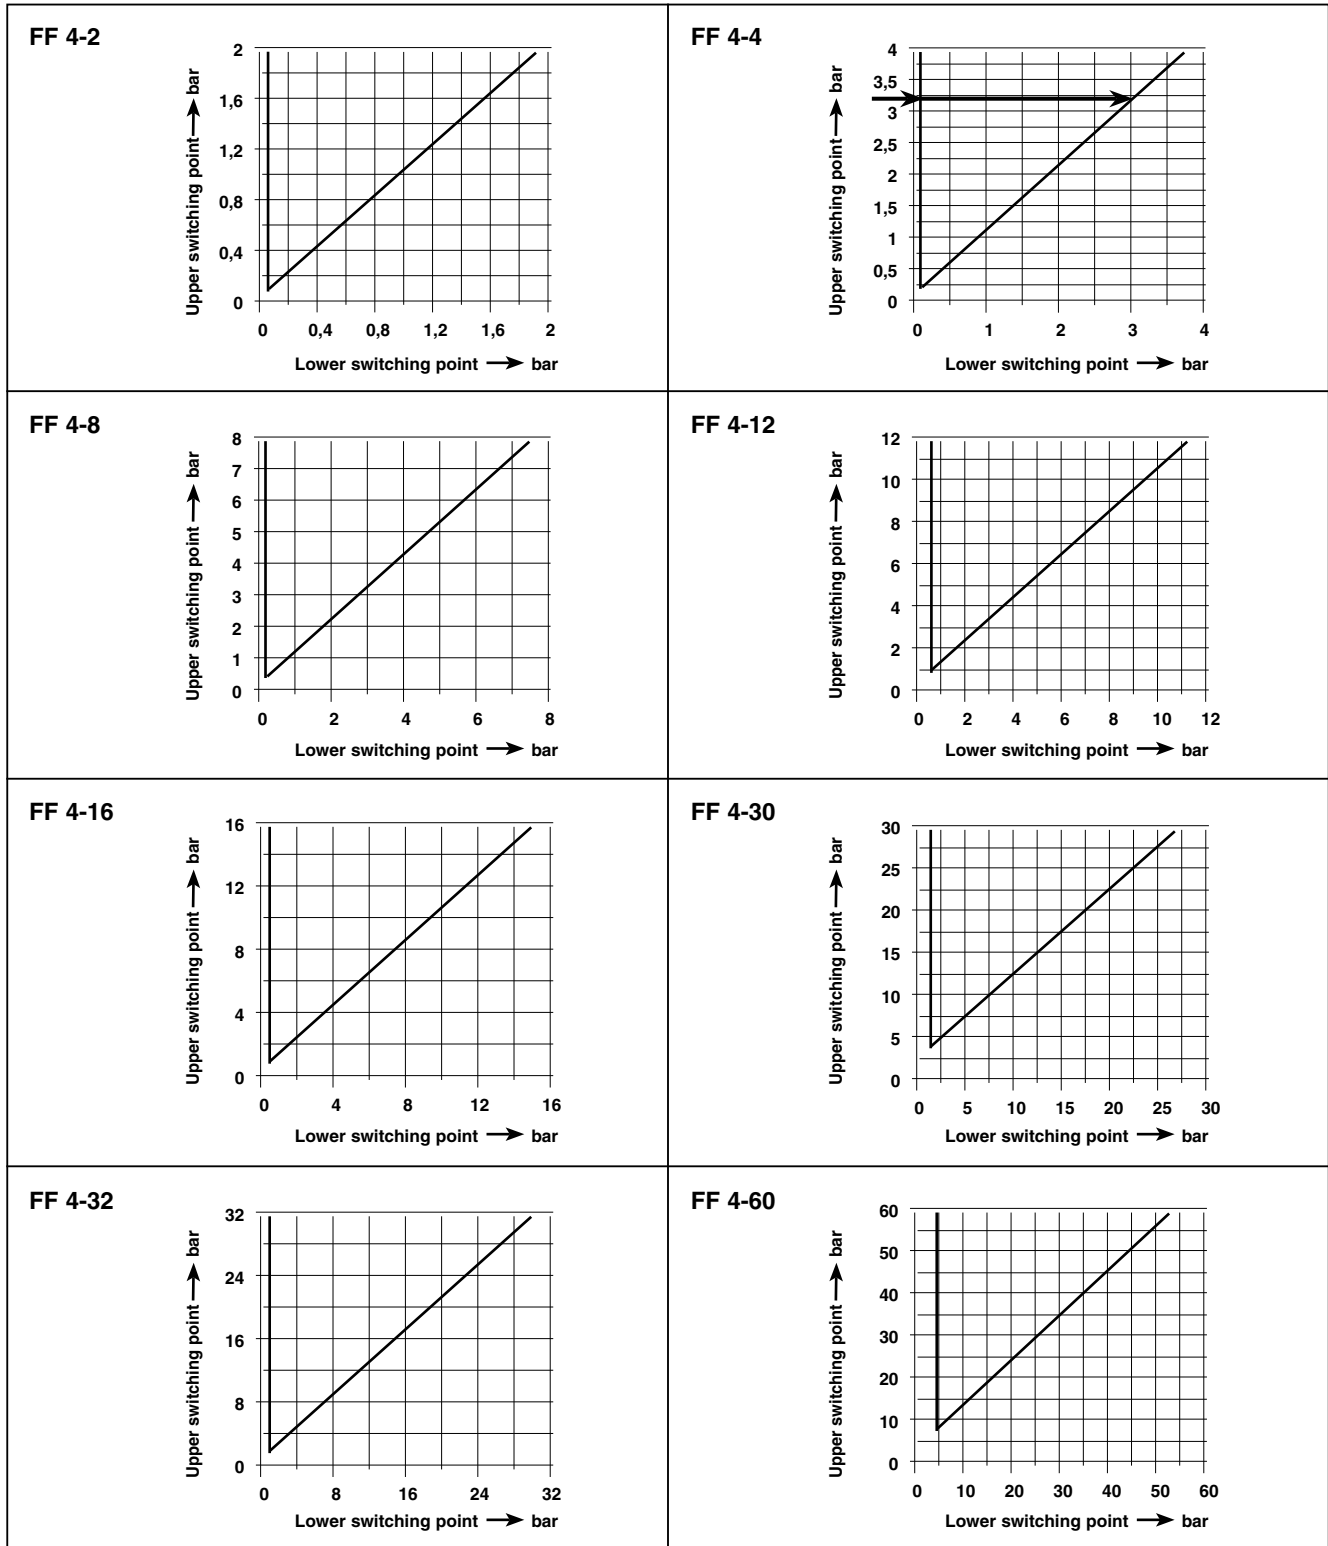 FF 4-2
Upper switching point bar
2
1,6
1,2
0,8
0,4
0
0 0,4 0,8 1,2 1,6 2
Lower switching point bar
FF 4-4
Upper switching point bar
4
3,5
3
2,5
2
1,5
1
0,5
0
0 1 2 3 4
Lower switching point bar
FF 4-8
Upper switching point bar
8
7
6
5
4
3
2
1
0
0 2 4 6 8
Lower switching point bar
FF 4-12
Upper switching point bar
12
10
8
6
4
2
0
0 2 4 6 8 10 12
Lower switching point bar
FF 4-16
Upper switching point bar
16
12
8
4
0
0 4 8 12 16
Lower switching point bar
FF 4-30
Upper switching point bar
30
25
20
15
10
5
0
0 5 10 15 20 25 30
Lower switching point bar
FF 4-32
Upper switching point bar
32
24
16
8
0
0 8 16 24 32
Lower switching point bar
FF 4-60
Upper switching point bar
60
50
40
30
20
10
0
0 10 20 30 40 50 60
Lower switching point bar